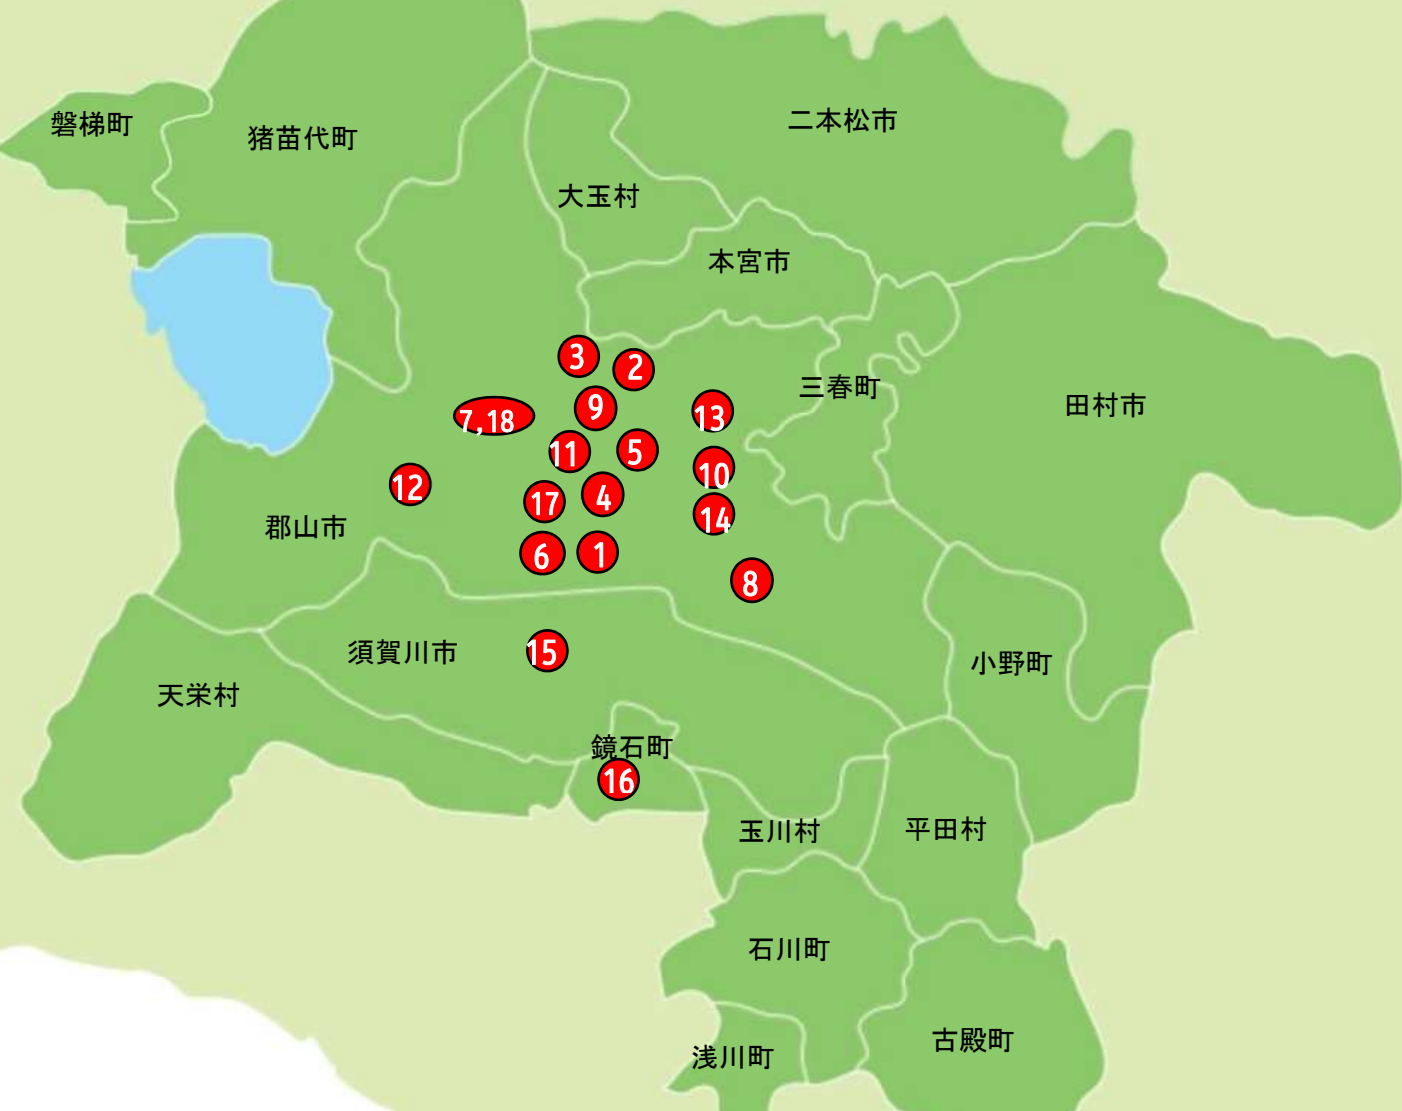 二本松市
磐梯町
猪苗代町
大玉村
本宮市
3
2
三春町
田村市
9
13
7,18
11
5
10
12
17
4
14
郡山市
6
1
8
須賀川市
15
小野町
天栄村
鏡石町
16
玉川村
平田村
石川町
古殿町
浅川町